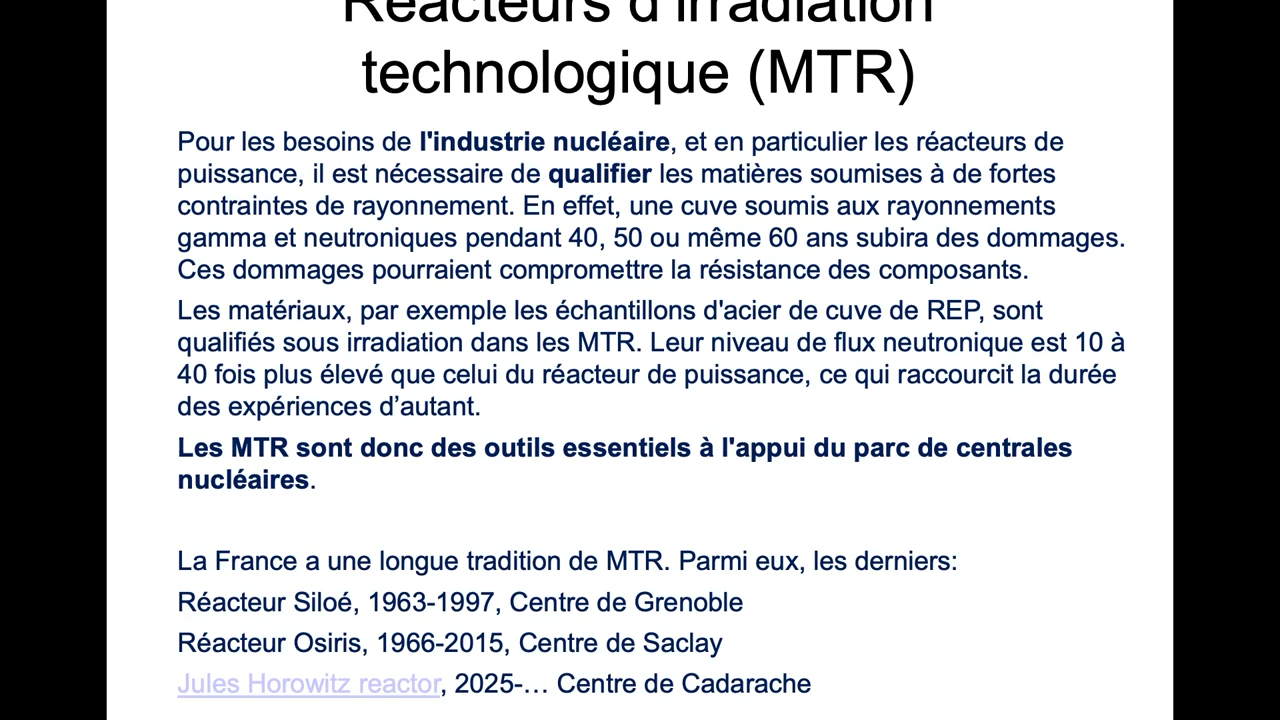 Réacteurs d'irradiation
technologique (MTR)
Pour les besoins de l'industrie nucléaire, et en particulier les réacteurs de
puissance, il est nécessaire de qualifier les matières soumises à de fortes
contraintes de rayonnement. En effet, une cuve soumis aux rayonnements
gamma et neutroniques pendant 40, 50 ou même 60 ans subira des dommages.
Ces dommages pourraient compromettre la résistance des composants.
Les matériaux, par exemple les échantillons d'acier de cuve de REP, sont
qualifiés sous irradiation dans les MTR. Leur niveau de flux neutronique est 10 à
40 fois plus élevé que celui du réacteur de puissance, ce qui raccourcit la durée
des expériences d’autant.
Les MTR sont donc des outils essentiels à l'appui du parc de centrales
nucléaires.
La France a une longue tradition de MTR. Parmi eux, les derniers:
Réacteur Siloé, 1963-1997, Centre de Grenoble
Réacteur Osiris, 1966-2015, Centre de Saclay
Jules Horowitz reactor, 2025-… Centre de Cadarache